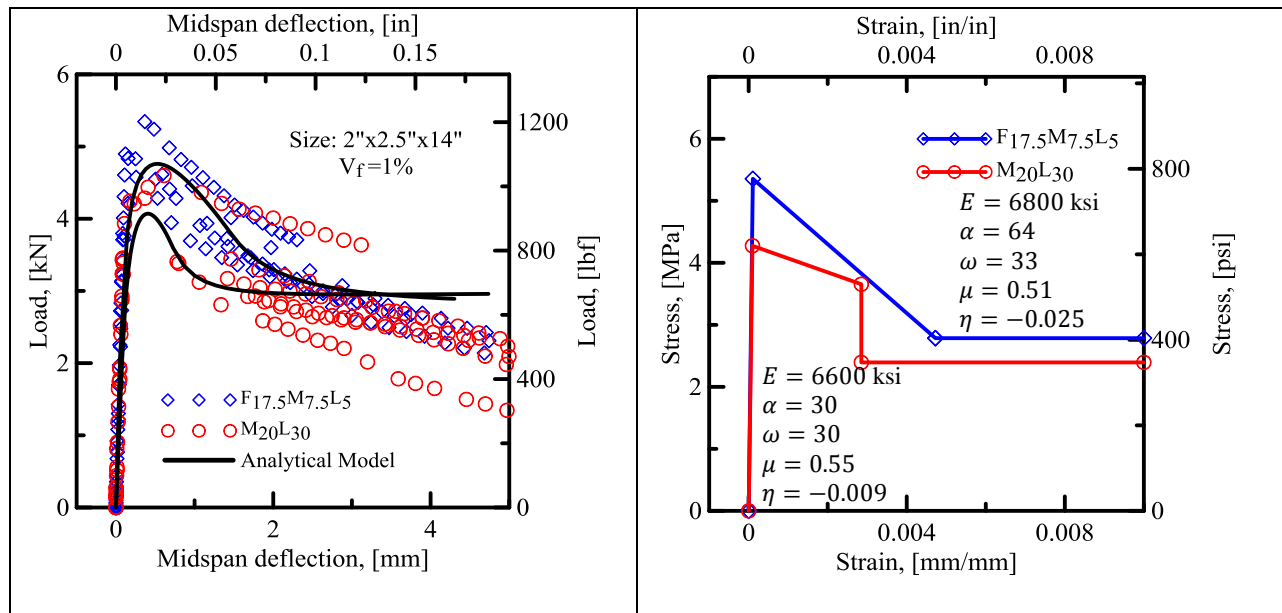 Midspan deflection, [in]
0 0.05 0.1 0.15
6
4
2
0
Load, [kN]
Size: 2"x2.5"x14"
V_f=1%
1200
800
400
0
Load, [lbf]
F17.5M7.5L5
M20L30
Analytical Model
0 2 4
Midspan deflection, [mm]
Strain, [in/in]
0 0.004 0.008
6
4
2
0
Stress, [MPa]
F17.5M7.5L5
M20L30
E = 6800 ksi
α = 64
ω = 33
μ = 0.51
η = −0.025
E = 6600 ksi
α = 30
ω = 30
μ = 0.55
η = −0.009
800
400
0
Stress, [psi]
0 0.004 0.008
Strain, [mm/mm]